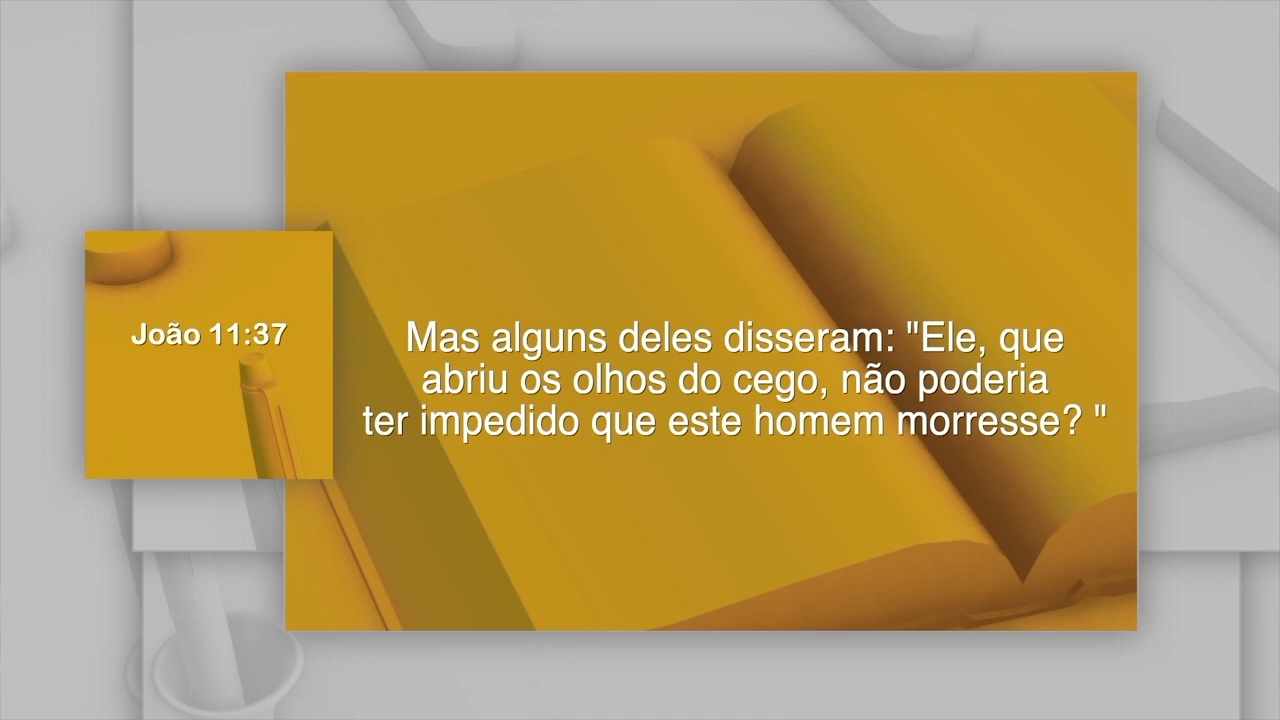 João 11:37
Mas alguns deles disseram: "Ele, que
abriu os olhos do cego, não poderia
ter impedido que este homem morresse? "